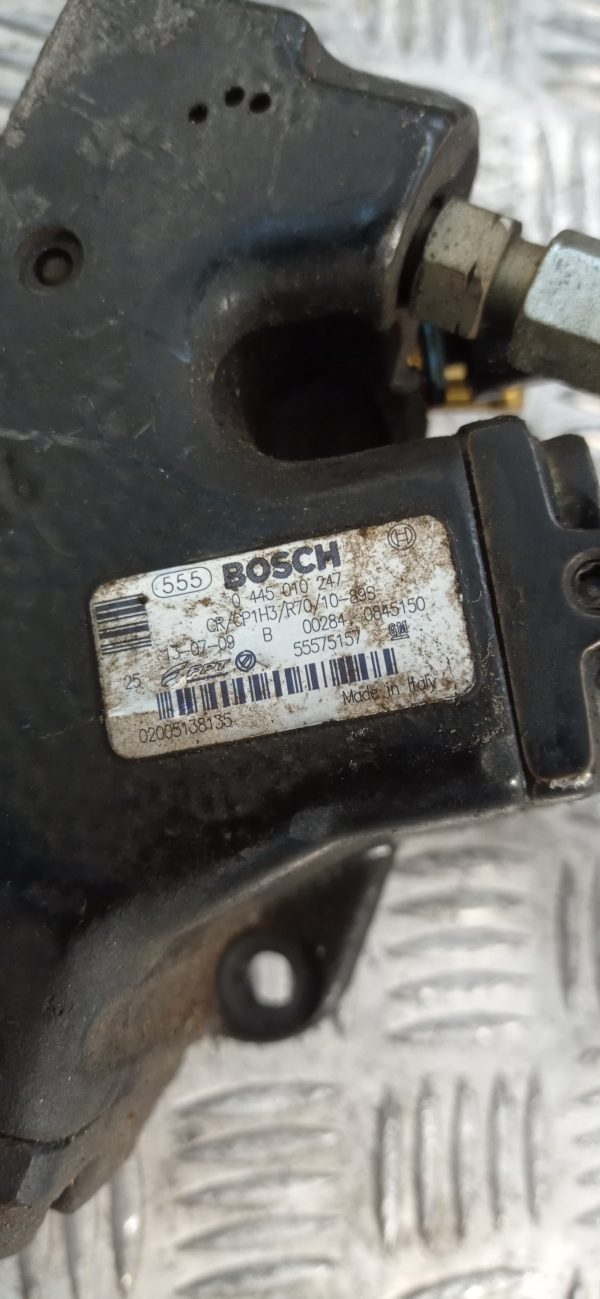 555 BOSCH
0 445 010 247
CR/CP1H3/R70/10-89S
13-07-09 B 00284 0845150
25 55575157 GM
Made in Italy
02005138135